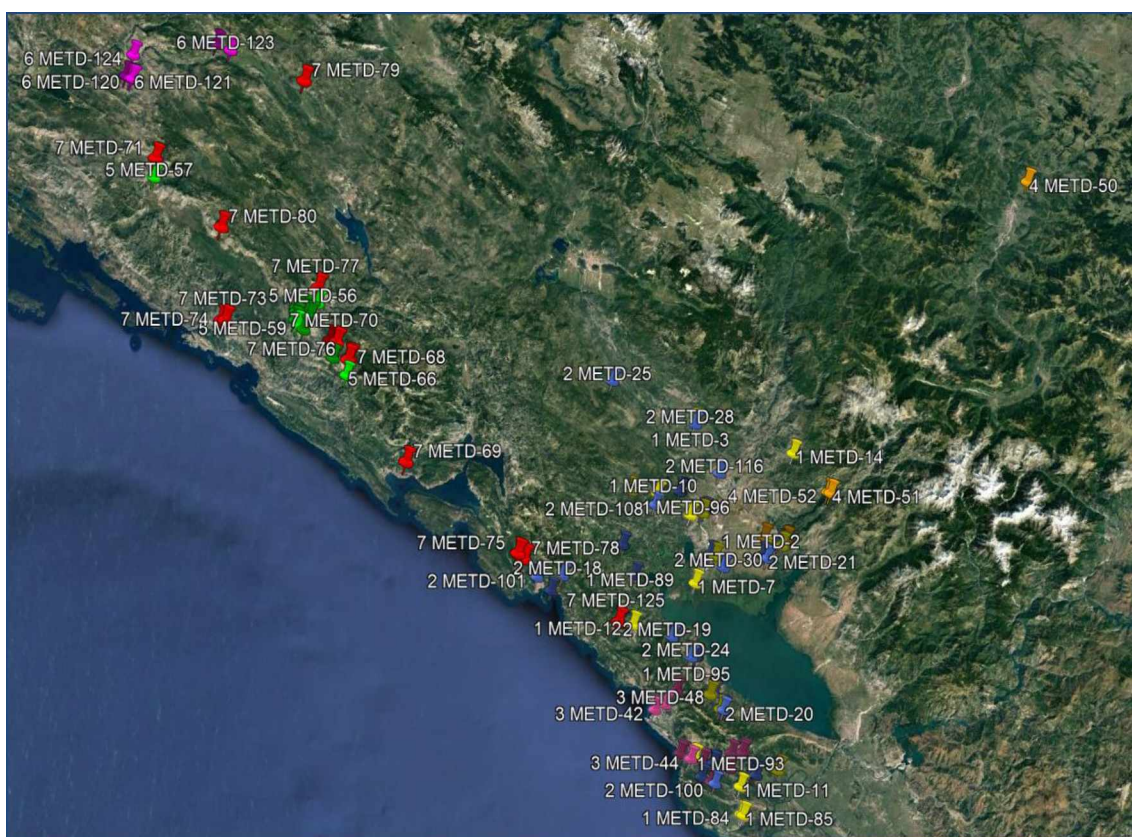 6 METD-123
6 METD-124
7 METD-79
6 METD-120
6 METD-121
7 METD-71
5 METD-57
4 METD-50
7 METD-80
7 METD-77
7 METD-73
5 METD-56
7 METD-74
5 METD-59
7 METD-70
7 METD-76
7 METD-68
5 METD-66
2 METD-25
2 METD-28
1 METD-3
7 METD-69
1 METD-14
2 METD-116
1 METD-10
4 METD-52
4 METD-51
2 METD-108
1 METD-96
7 METD-75
7 METD-78
1 METD-2
2 METD-18
2 METD-30
2 METD-21
2 METD-101
1 METD-89
1 METD-7
7 METD-125
1 METD-122
2 METD-19
2 METD-24
1 METD-95
3 METD-48
3 METD-42
2 METD-20
3 METD-44
1 METD-93
2 METD-100
1 METD-11
1 METD-84
1 METD-85